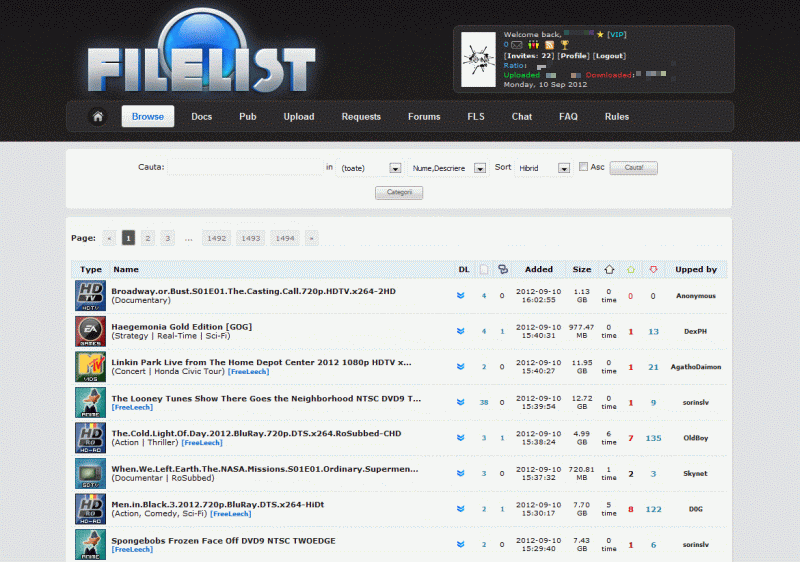 FILELIST
Welcome back, [VIP]
0
[Invites: 22] [Profile] [Logout]
Ratio:
Uploaded Downloaded:
Monday, 10 Sep 2012
Browse Docs Pub Upload Requests Forums FLS Chat FAQ Rules
Cauta: in (toate) Nume,Descriere Sort Hibrid Asc Cauta!
Categorii
Page: « 1 2 3 ... 1492 1493 1494 »
Type Name DL Added Size Upped by
HD TV HDTV Broadway.or.Bust.S01E01.The.Casting.Call.720p.HDTV.x264-2HD 4 0 2012-09-10 1.13 0 0 0 Anonymous
(Documentary) 16:02:55 GB time
EA GAMES Haegemonia Gold Edition [GOG] 4 1 2012-09-10 977.47 0 1 13 DexPH
(Strategy | Real-Time | Sci-Fi) 15:40:31 MB time
VIDS Linkin Park Live from The Home Depot Center 2012 1080p HDTV x... 2 0 2012-09-10 11.95 0 1 21 AgathoDaimon
(Concert | Honda Civic Tour) [FreeLeech] 15:40:27 GB time
ANIME The Looney Tunes Show There Goes the Neighborhood NTSC DVD9 T... 38 0 2012-09-10 12.72 0 1 9 sorinslv
[FreeLeech] 15:39:54 GB time
HD RO HD-RO The.Cold.Light.Of.Day.2012.BluRay.720p.DTS.x264.RoSubbed-CHD 3 1 2012-09-10 4.99 6 7 135 OldBoy
(Action | Thriller) [FreeLeech] 15:38:24 GB time
SDTV When.We.Left.Earth.The.NASA.Missions.S01E01.Ordinary.Supermen... 3 0 2012-09-10 720.81 1 2 3 Skynet
(Documentar | RoSubbed) 15:37:32 MB time
HD RO HD-RO Men.in.Black.3.2012.720p.BluRay.DTS.x264-HiDt 2 1 2012-09-10 7.70 5 8 122 D0G
(Action, Comedy, Sci-Fi) [FreeLeech] 15:30:17 GB time
ANIME Spongebobs Frozen Face Off DVD9 NTSC TWOEDGE 2 0 2012-09-10 7.43 0 1 6 sorinslv
[FreeLeech] 15:29:40 GB time